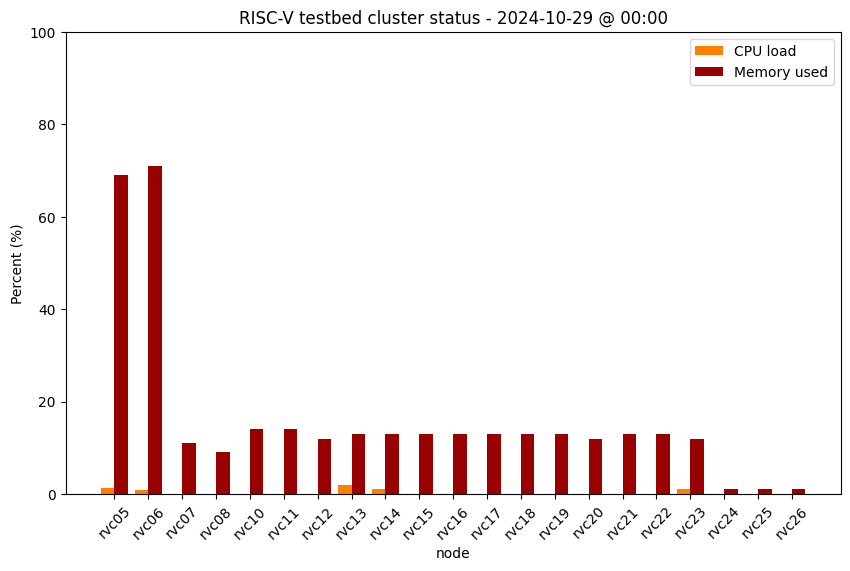 RISC-V testbed cluster status - 2024-10-29 @ 00:00
CPU load
Memory used
Percent (%)
100
80
60
40
20
0
rvc05
rvc06
rvc07
rvc08
rvc10
rvc11
rvc12
rvc13
rvc14
rvc15
rvc16
rvc17
rvc18
rvc19
rvc20
rvc21
rvc22
rvc23
rvc24
rvc25
rvc26
node